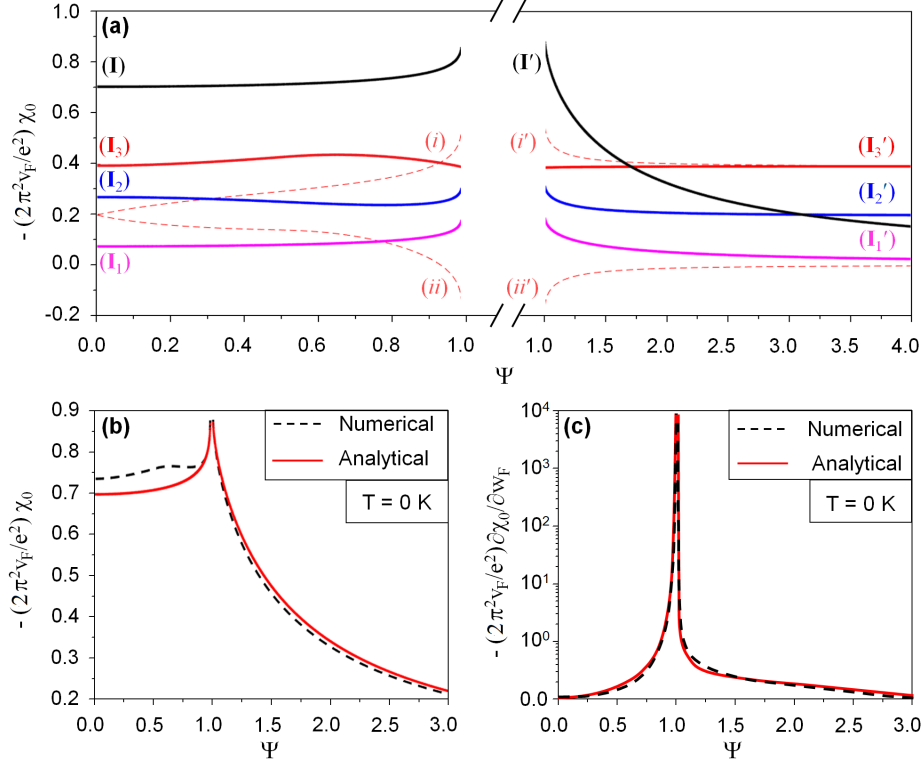 (a)
- (2π²v_F/e²) χ₀
1.0
0.8
0.6
0.4
0.2
0.0
-0.2
(I)
(I₃)
(I₂)
(I₁)
(i)
(ii)
(I′)
(i′)
(I₃′)
(I₂′)
(I₁′)
(ii′)
0.0 0.2 0.4 0.6 0.8 1.0 1.0 1.5 2.0 2.5 3.0 3.5 4.0
Ψ
(b)
- (2π²v_F/e²) χ₀
0.9
0.8
0.7
0.6
0.5
0.4
0.3
0.2
Numerical
Analytical
T = 0 K
0.0 0.5 1.0 1.5 2.0 2.5 3.0
Ψ
(c)
- (2π²v_F/e²) ∂χ₀/∂w_F
10⁴
10³
10²
10¹
10⁰
0.0
Numerical
Analytical
T = 0 K
0.0 0.5 1.0 1.5 2.0 2.5 3.0
Ψ